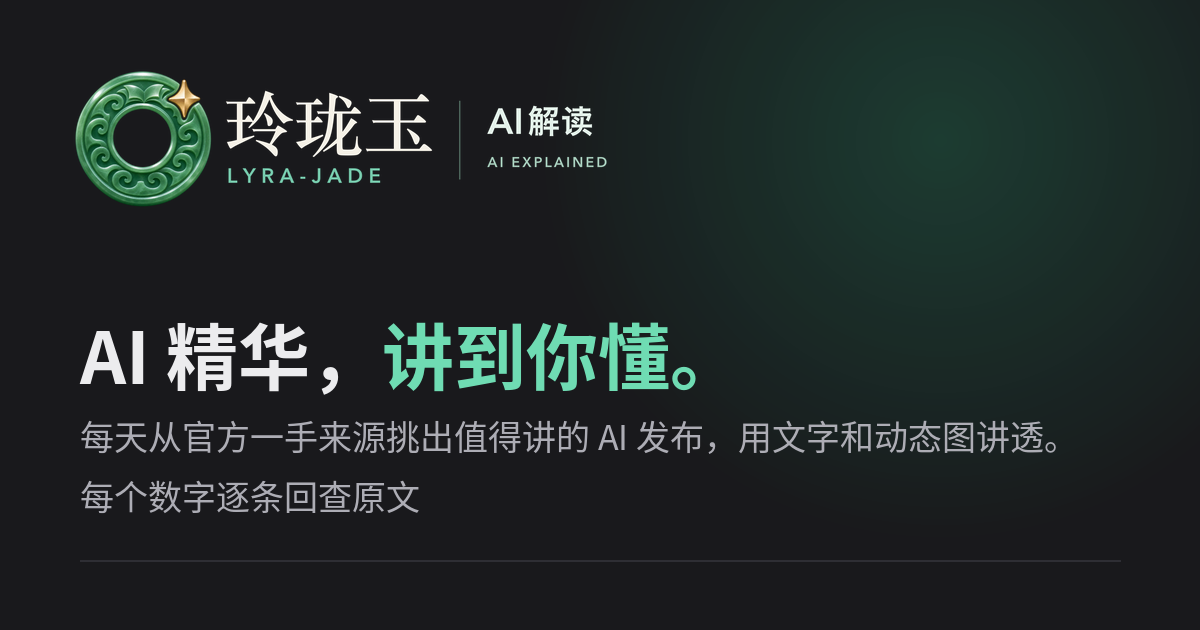 玲珑玉
LYRA-JADE
AI解读
AI EXPLAINED
AI 精华，讲到你懂。
每天从官方一手来源挑出值得讲的 AI 发布，用文字和动态图讲透。
每个数字逐条回查原文